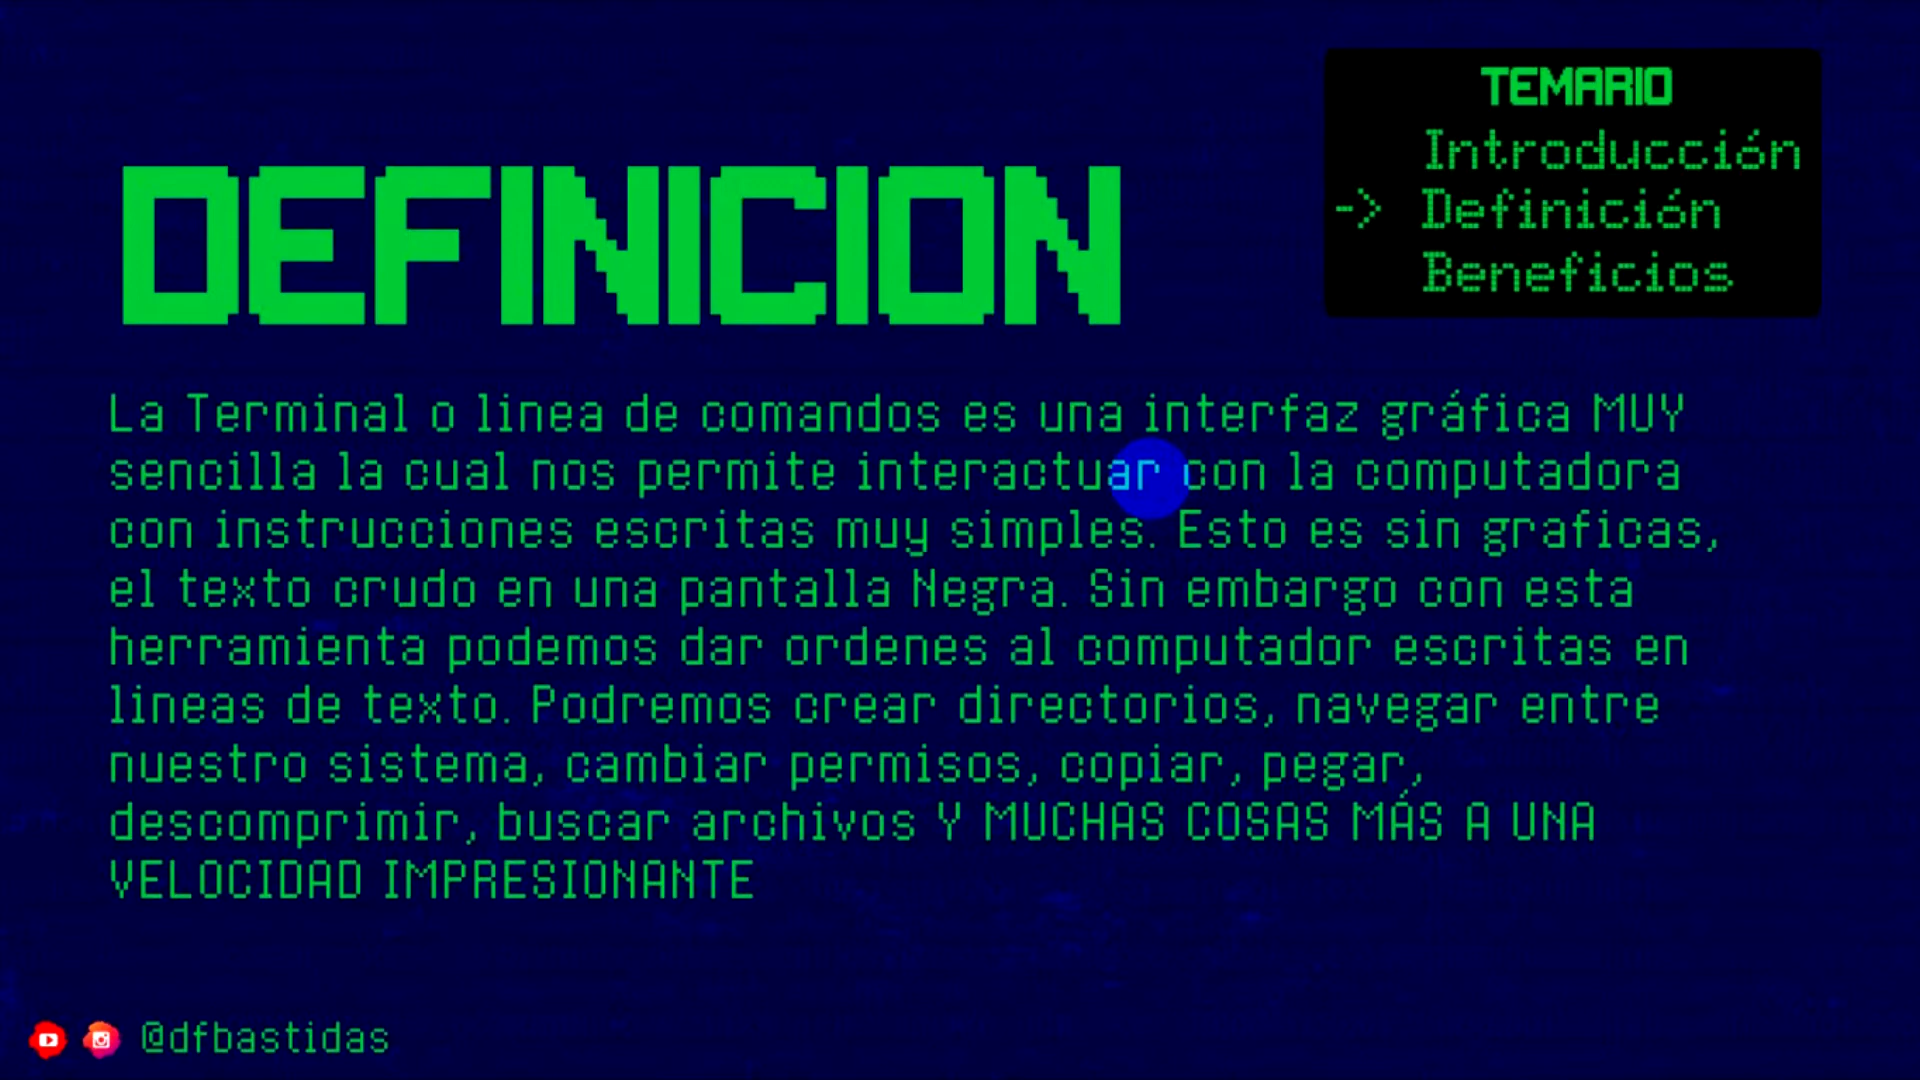 TEMARIO
Introducción
-> Definición
Beneficios
DEFINICION
La Terminal o linea de comandos es una interfaz gráfica MUY
sencilla la cual nos permite interactuar con la computadora
con instrucciones escritas muy simples. Esto es sin graficas,
el texto crudo en una pantalla Negra. Sin embargo con esta
herramienta podemos dar ordenes al computador escritas en
lineas de texto. Podremos crear directorios, navegar entre
nuestro sistema, cambiar permisos, copiar, pegar,
descomprimir, buscar archivos Y MUCHAS COSAS MÁS A UNA
VELOCIDAD IMPRESIONANTE
@dfbastidas